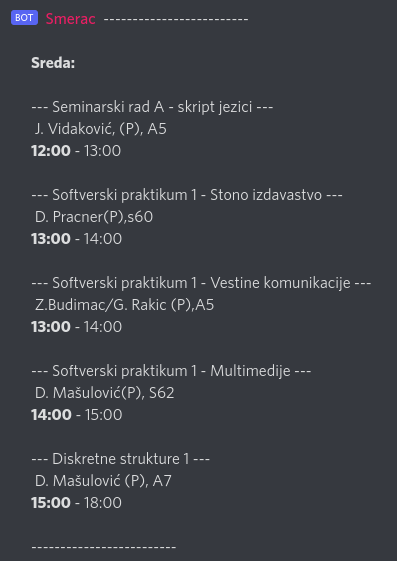 BOT Smerac -------------------------
Sreda:
--- Seminarski rad A - skript jezici ---
J. Vidaković, (P), A5
12:00 - 13:00
--- Softverski praktikum 1 - Stono izdavastvo ---
D. Pracner(P),s60
13:00 - 14:00
--- Softverski praktikum 1 - Vestine komunikacije ---
Z.Budimac/G. Rakic (P),A5
13:00 - 14:00
--- Softverski praktikum 1 - Multimedije ---
D. Mašulović(P), S62
14:00 - 15:00
--- Diskretne strukture 1 ---
D. Mašulović (P), A7
15:00 - 18:00
-------------------------